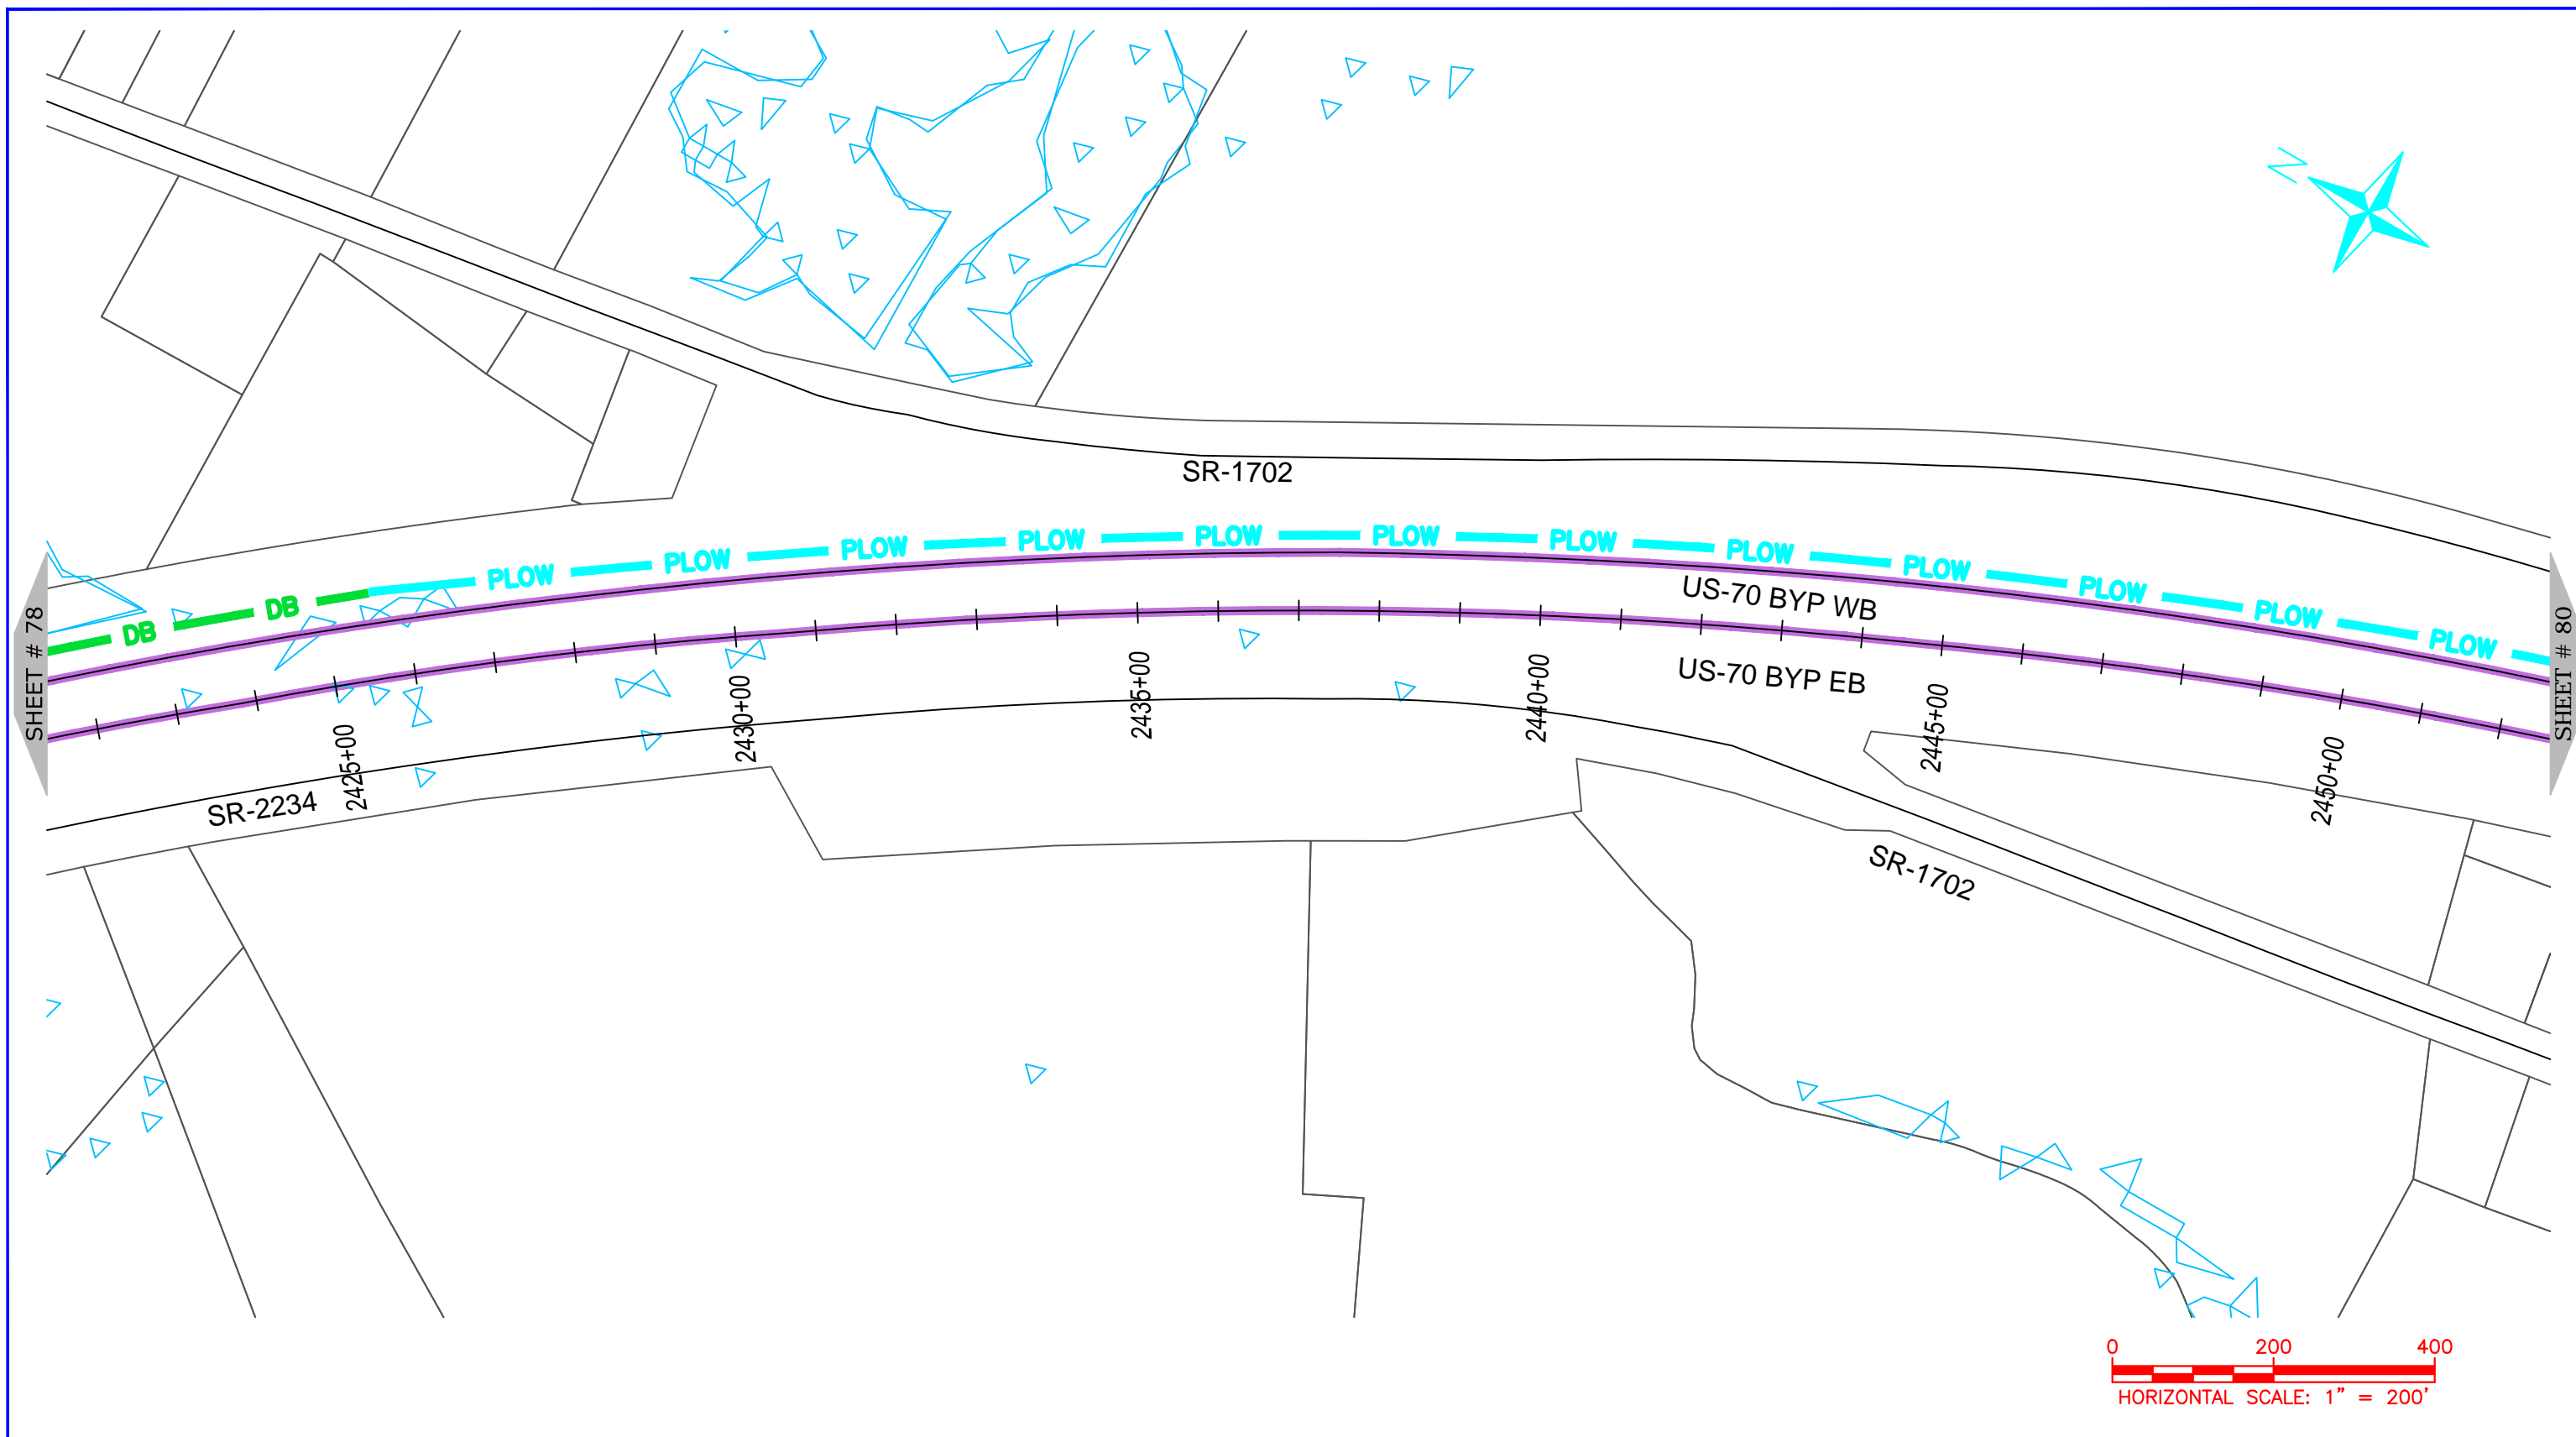 N
SR-1702
PLOW PLOW PLOW PLOW PLOW PLOW PLOW PLOW PLOW PLOW PLOW PLOW
DB DB
US-70 BYP WB
US-70 BYP EB
SHEET # 78
SHEET # 80
2425+00
2430+00
2435+00
2440+00
2445+00
2450+00
SR-2234
SR-1702
0 200 400
HORIZONTAL SCALE: 1" = 200'